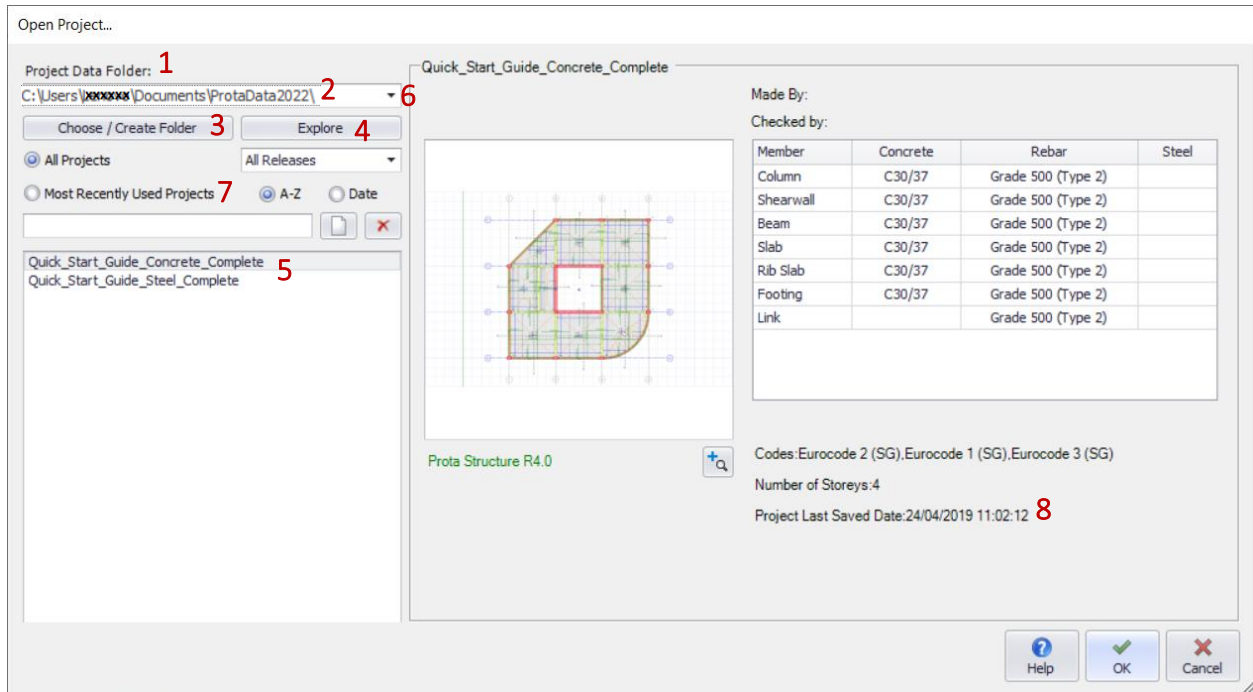 Open Project...
Project Data Folder: 1
C:\Users\xxxxxx\Documents\ProtaData2022\ 2 6
Choose / Create Folder 3 Explore 4
All Projects All Releases
Most Recently Used Projects 7 A-Z Date
Quick_Start_Guide_Concrete_Complete 5
Quick_Start_Guide_Steel_Complete
Quick_Start_Guide_Concrete_Complete
Prota Structure R4.0
Made By:
Checked by:
Member Concrete Rebar Steel
Column C30/37 Grade 500 (Type 2)
Shearwall C30/37 Grade 500 (Type 2)
Beam C30/37 Grade 500 (Type 2)
Slab C30/37 Grade 500 (Type 2)
Rib Slab C30/37 Grade 500 (Type 2)
Footing C30/37 Grade 500 (Type 2)
Link Grade 500 (Type 2)
Codes:Eurocode 2 (SG),Eurocode 1 (SG),Eurocode 3 (SG)
Number of Storeys:4
Project Last Saved Date:24/04/2019 11:02:12 8
Help OK Cancel